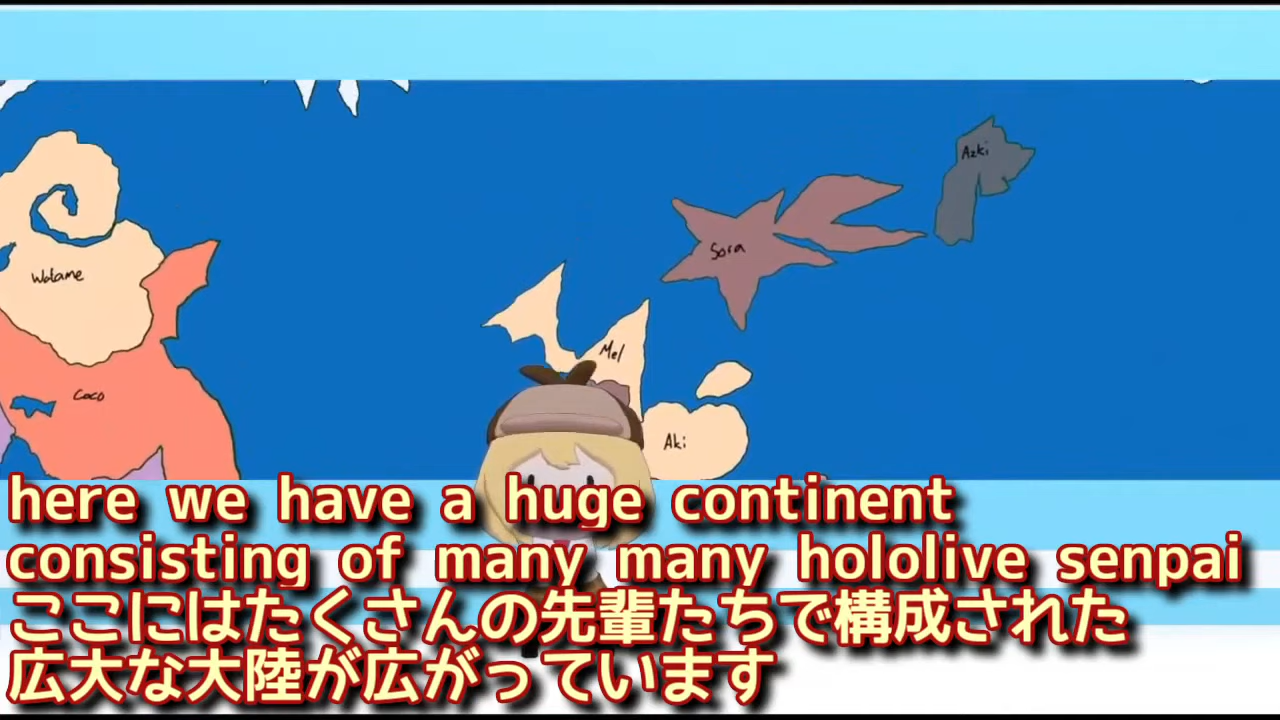 Azki
Sora
Watame
Mel
Coco
Aki
here we have a huge continent
consisting of many many hololive senpai
ここにはたくさんの先輩たちで構成された
広大な大陸が広がっています